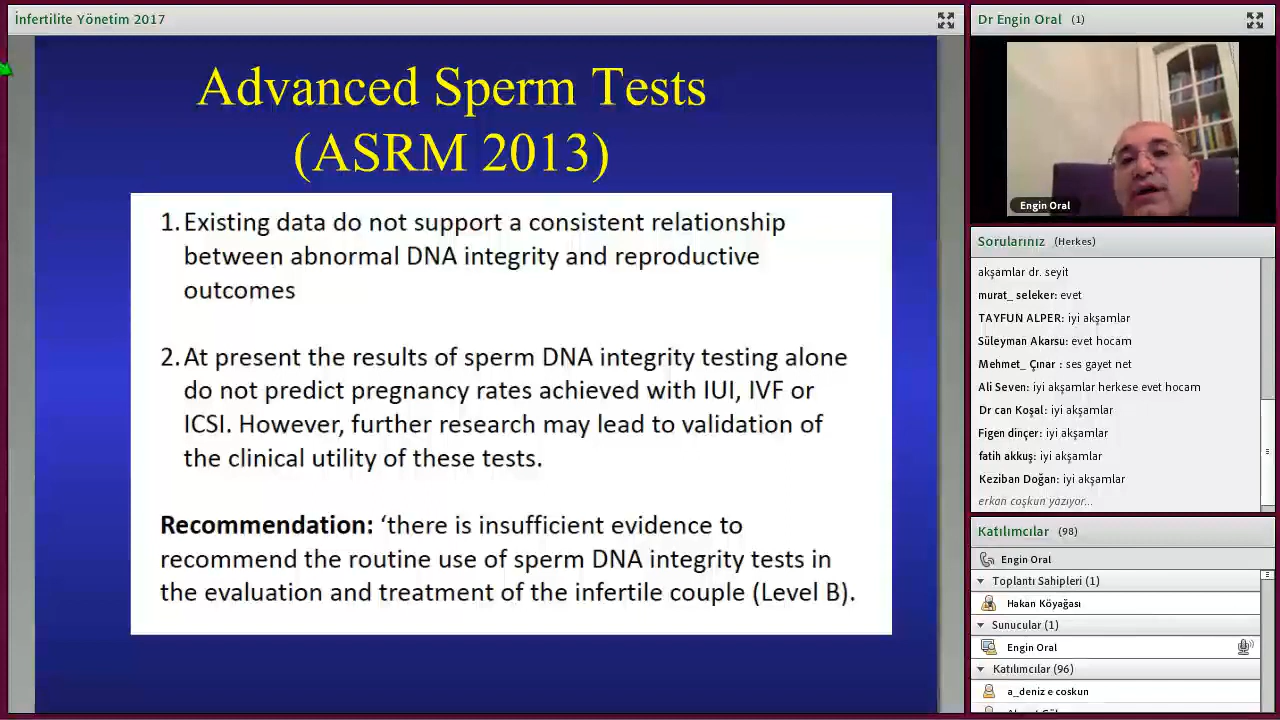 İnfertilite Yönetim 2017
Advanced Sperm Tests
(ASRM 2013)
1. Existing data do not support a consistent relationship
between abnormal DNA integrity and reproductive
outcomes
2. At present the results of sperm DNA integrity testing alone
do not predict pregnancy rates achieved with IUI, IVF or
ICSI. However, further research may lead to validation of
the clinical utility of these tests.
Recommendation: ‘there is insufficient evidence to
recommend the routine use of sperm DNA integrity tests in
the evaluation and treatment of the infertile couple (Level B).
Dr Engin Oral (1)
Engin Oral
Sorularınız (Herkes)
akşamlar dr. seyit
murat_ seleker: evet
TAYFUN ALPER: iyi akşamlar
Süleyman Akarsu: evet hocam
Mehmet_ Çınar : ses gayet net
Ali Seven: iyi akşamlar herkese evet hocam
Dr can Koşal: iyi akşamlar
Figen dinçer: iyi akşamlar
fatih akkuş: iyi akşamlar
Keziban Doğan: iyi akşamlar
erkan coşkun yazıyor...
Katılımcılar (98)
Engin Oral
Toplantı Sahipleri (1)
Hakan Köyağası
Sunucular (1)
Engin Oral
Katılımcılar (96)
a_deniz e coskun